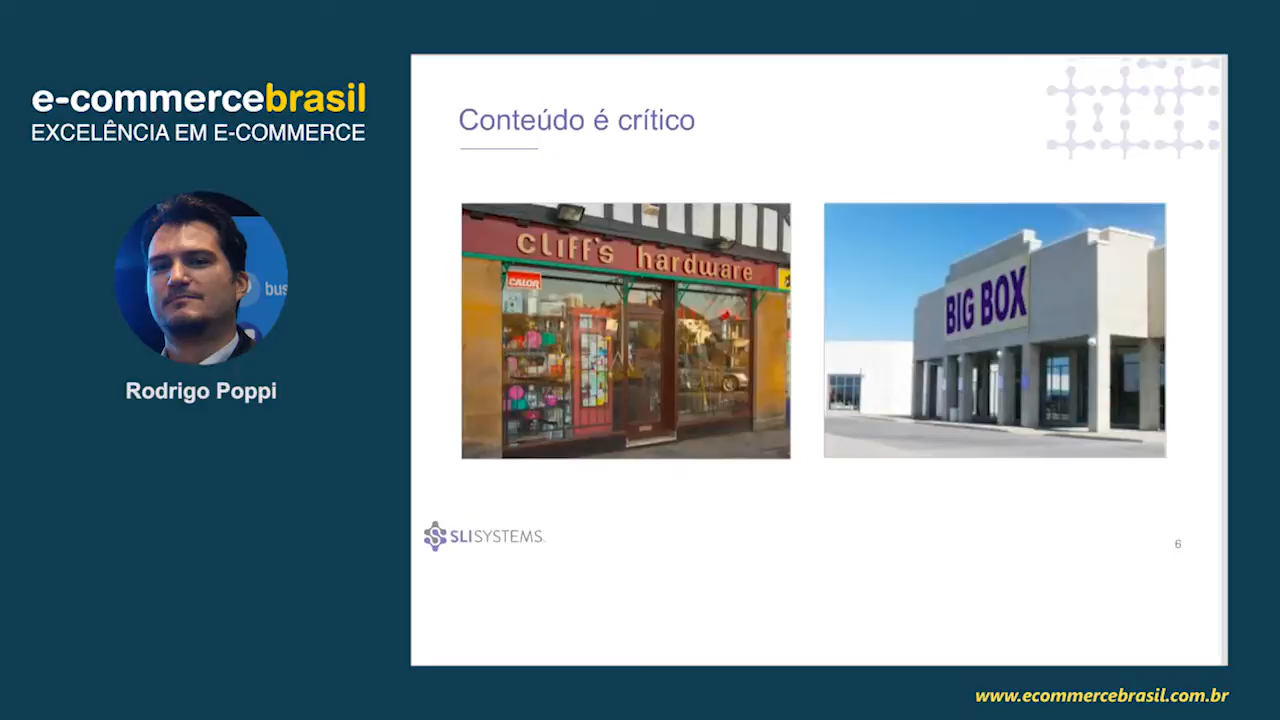 e-commercebrasil
EXCELÊNCIA EM E-COMMERCE
bus
Rodrigo Poppi
Conteúdo é crítico
cliff's hardware
CALOR
BIG BOX
SLISYSTEMS
6
www.ecommercebrasil.com.br